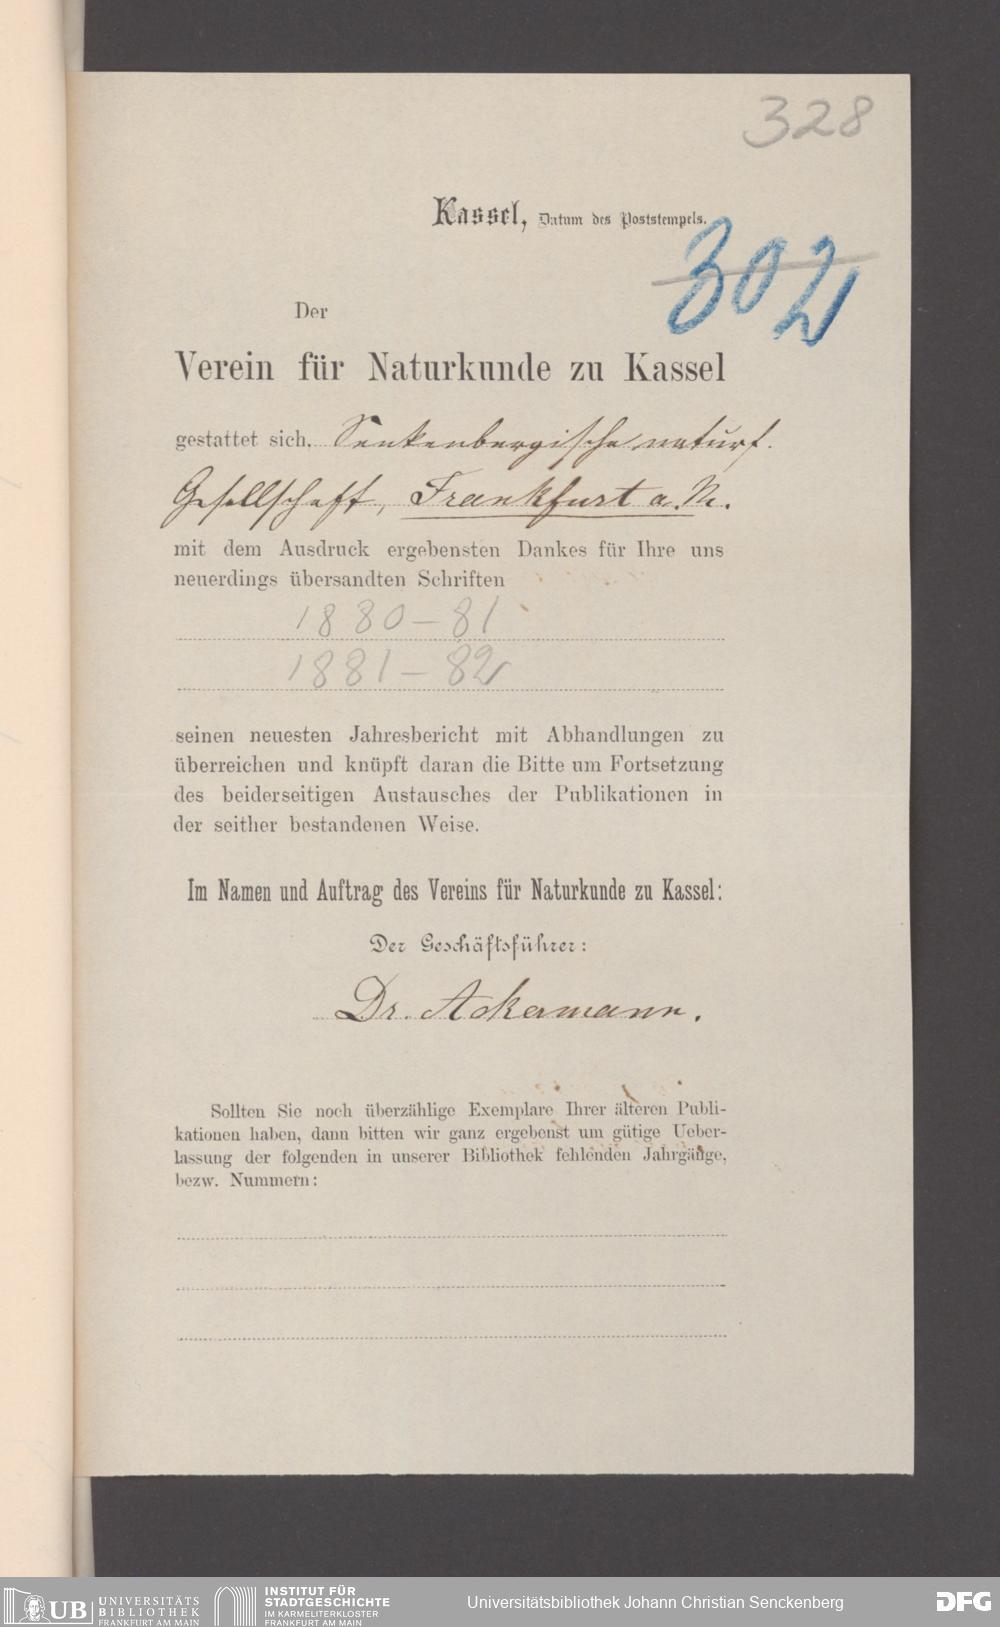 328
Kassel, Datum des Poststempels.
302
Der
Verein für Naturkunde zu Kassel
gestattet sich, Senkenbergische naturf.
Gesellschaft, Frankfurt a. M.
mit dem Ausdruck ergebensten Dankes für Ihre uns
neuerdings übersandten Schriften
1880–81
1881–82
seinen neuesten Jahresbericht mit Abhandlungen zu
überreichen und knüpft daran die Bitte um Fortsetzung
des beiderseitigen Austausches der Publikationen in
der seither bestandenen Weise.
Im Namen und Auftrag des Vereins für Naturkunde zu Kassel:
Der Geschäftsführer:
Dr. Ackermann.
Sollten Sie noch überzählige Exemplare Ihrer älteren Publi-
kationen haben, dann bitten wir ganz ergebenst um gütige Ueber-
lassung der folgenden in unserer Bibliothek fehlenden Jahrgänge,
bezw. Nummern:
UB UNIVERSITÄTS
BIBLIOTHEK
FRANKFURT AM MAIN
INSTITUT FÜR
STADTGESCHICHTE
IM KARMELITERKLOSTER
FRANKFURT AM MAIN
Universitätsbibliothek Johann Christian Senckenberg
DFG